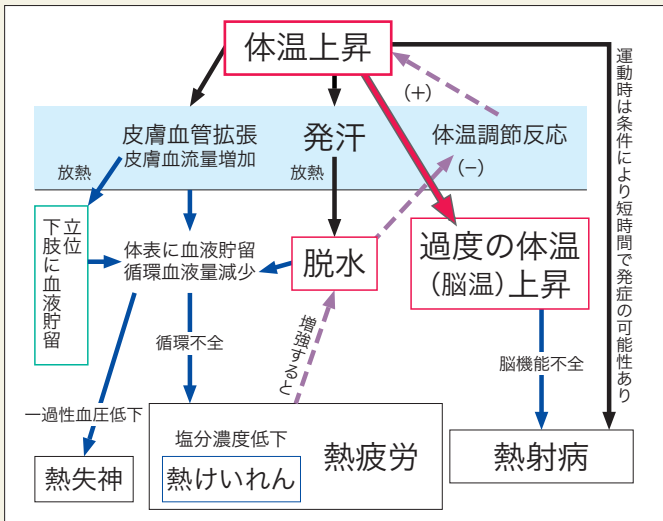 体温上昇
運動時は条件により短時間で発症の可能性あり
(+)
皮膚血管拡張
皮膚血流量増加
発汗
体温調節反応
放熱
放熱
(−)
立位
下肢に血液貯留
体表に血液貯留
循環血液量減少
脱水
過度の体温
(脳温)上昇
増強すると
循環不全
脳機能不全
一過性血圧低下
塩分濃度低下
熱疲労
熱失神
熱けいれん
熱射病